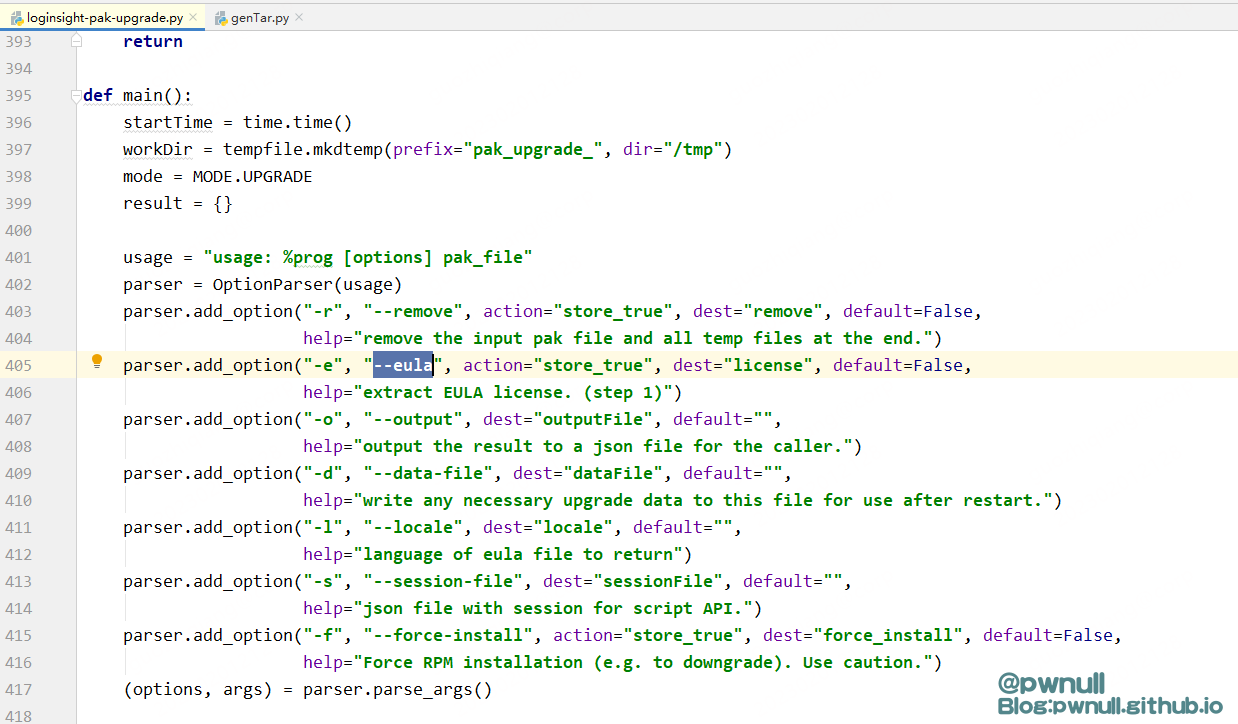 loginsight-pak-upgrade.py × genTar.py ×
393 return
394
395 def main():
396 startTime = time.time()
397 workDir = tempfile.mkdtemp(prefix="pak_upgrade_", dir="/tmp")
398 mode = MODE.UPGRADE
399 result = {}
400
401 usage = "usage: %prog [options] pak_file"
402 parser = OptionParser(usage)
403 parser.add_option("-r", "--remove", action="store_true", dest="remove", default=False,
404 help="remove the input pak file and all temp files at the end.")
405 parser.add_option("-e", "--eula", action="store_true", dest="license", default=False,
406 help="extract EULA license. (step 1)")
407 parser.add_option("-o", "--output", dest="outputFile", default="",
408 help="output the result to a json file for the caller.")
409 parser.add_option("-d", "--data-file", dest="dataFile", default="",
410 help="write any necessary upgrade data to this file for use after restart.")
411 parser.add_option("-l", "--locale", dest="locale", default="",
412 help="language of eula file to return")
413 parser.add_option("-s", "--session-file", dest="sessionFile", default="",
414 help="json file with session for script API.")
415 parser.add_option("-f", "--force-install", action="store_true", dest="force_install", default=False,
416 help="Force RPM installation (e.g. to downgrade). Use caution.")
417 (options, args) = parser.parse_args()
418
@pwnull
Blog:pwnull.github.io